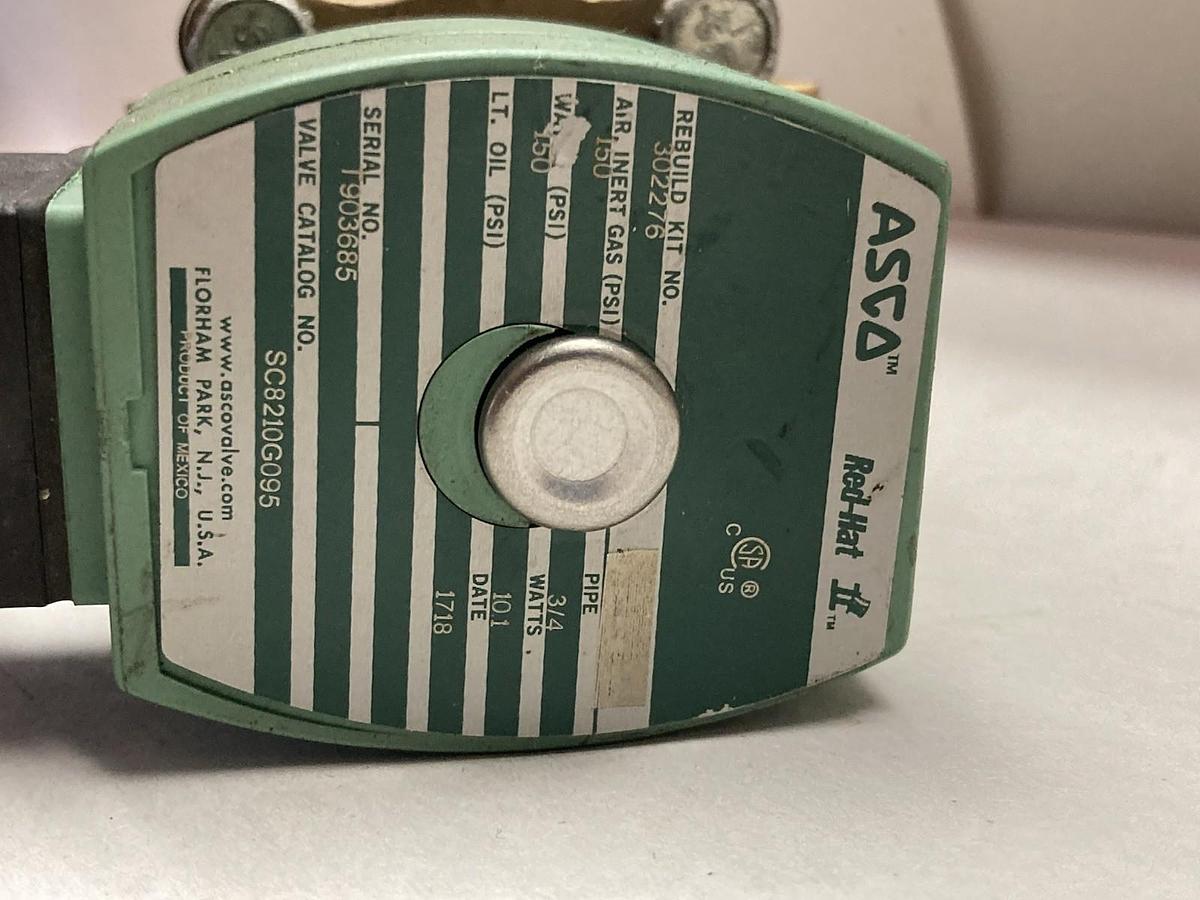 ASCO™
Red-Hat II™
C SA® US
REBUILD KIT NO.
302276
PIPE
AIR, INERT GAS (PSI)
150
3/4
(PSI)
150
WATTS
10.1
LT. OIL (PSI)
DATE
1718
SERIAL NO.
T903685
VALVE CATALOG NO.
SC8210G095
www.ascovalve.com
FLORHAM PARK, N.J., U.S.A.
PRODUCT OF MEXICO